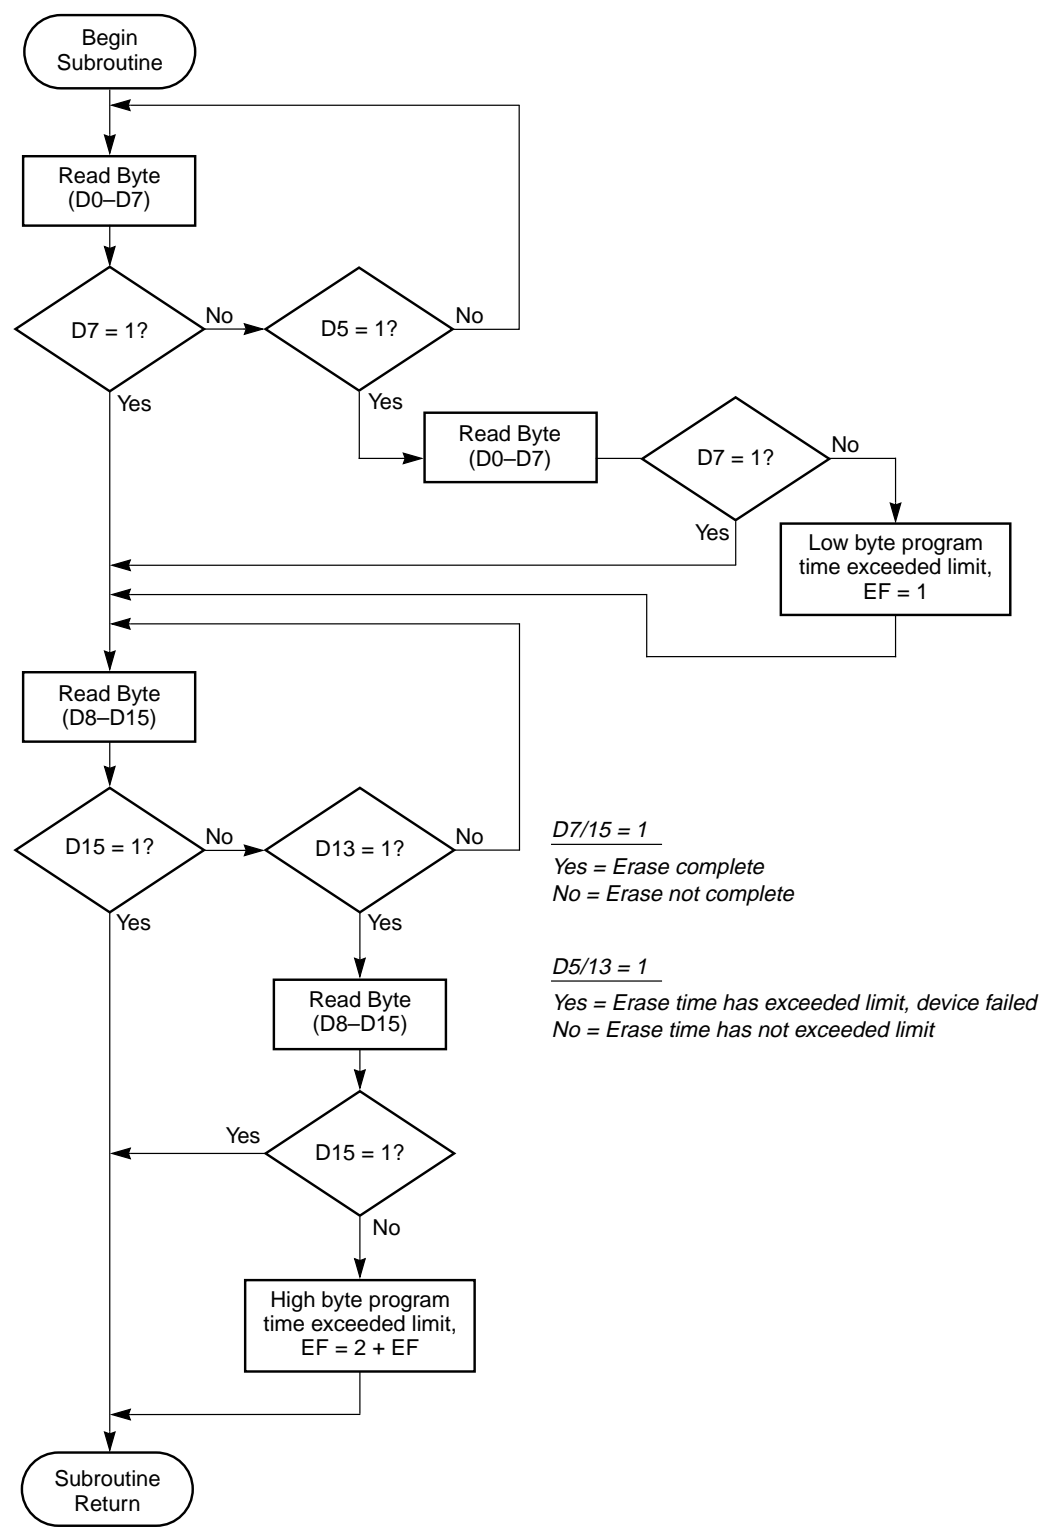 Begin
Subroutine
Read Byte
(D0–D7)
D7 = 1?
No
D5 = 1?
No
Yes
Yes
Read Byte
(D0–D7)
D7 = 1?
No
Yes
Low byte program
time exceeded limit,
EF = 1
Read Byte
(D8–D15)
D15 = 1?
No
D13 = 1?
No
Yes
Yes
D7/15 = 1
Yes = Erase complete
No = Erase not complete
D5/13 = 1
Yes = Erase time has exceeded limit, device failed
No = Erase time has not exceeded limit
Read Byte
(D8–D15)
Yes
D15 = 1?
No
High byte program
time exceeded limit,
EF = 2 + EF
Subroutine
Return